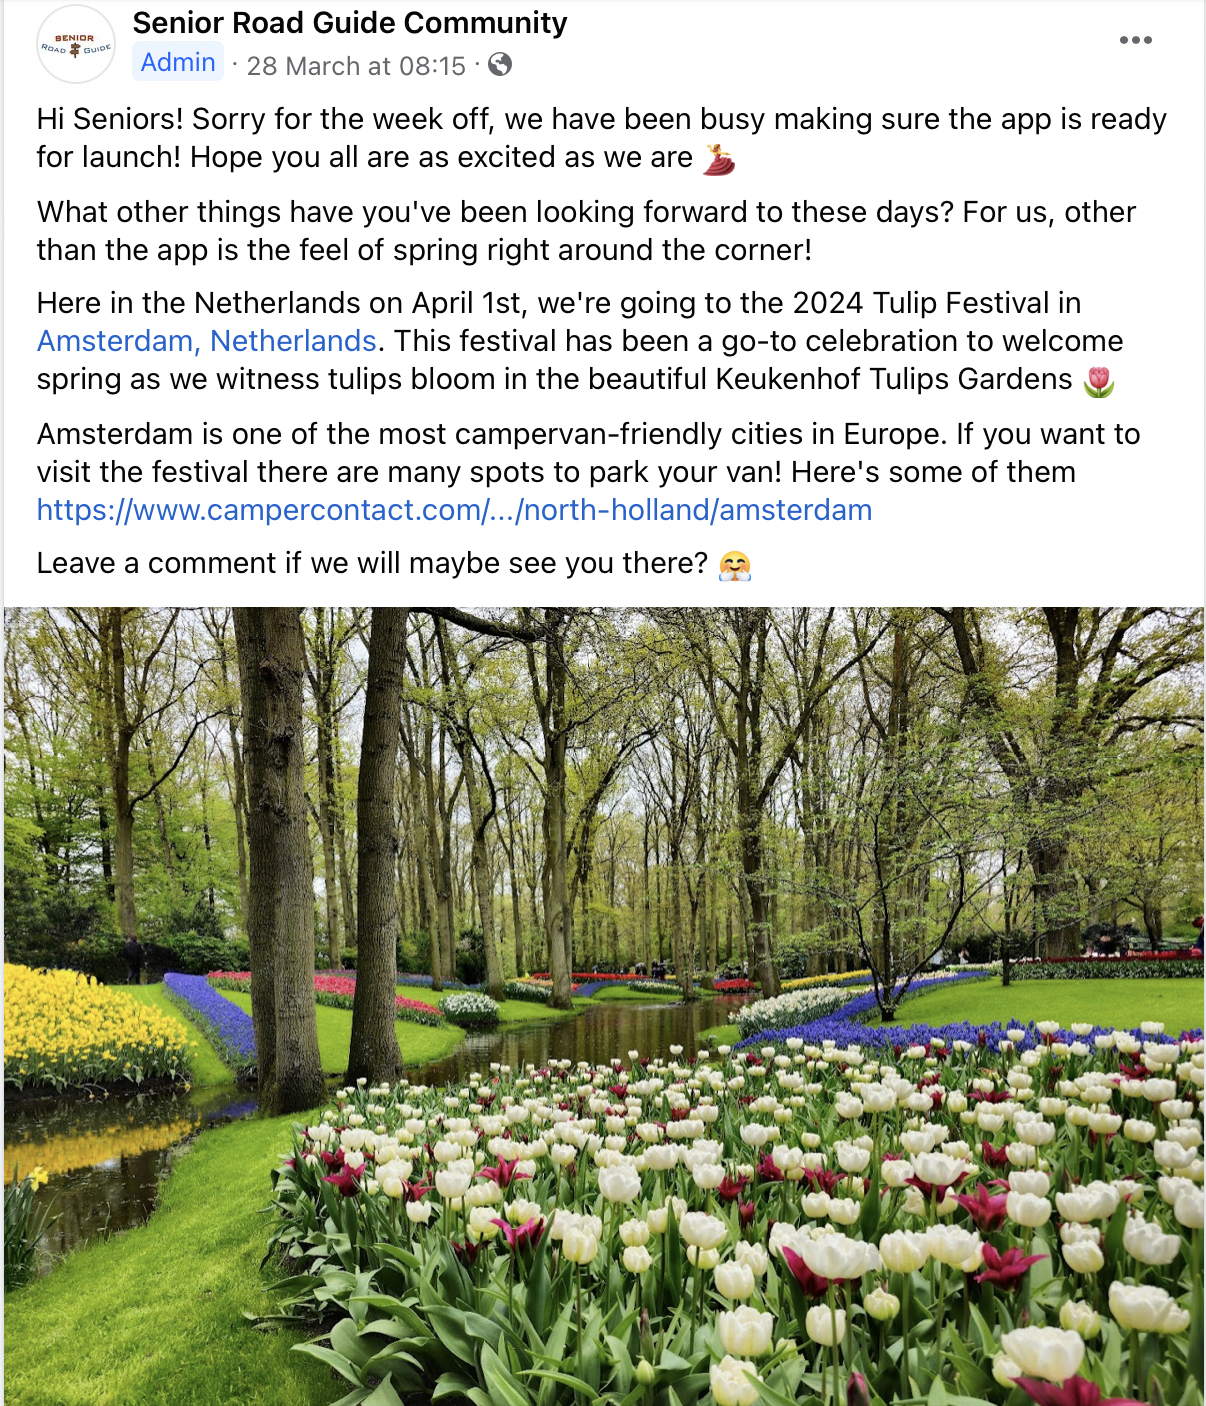 SENIOR
ROAD GUIDE
Senior Road Guide Community
Admin · 28 March at 08:15 ·
Hi Seniors! Sorry for the week off, we have been busy making sure the app is ready
for launch! Hope you all are as excited as we are 💃
What other things have you've been looking forward to these days? For us, other
than the app is the feel of spring right around the corner!
Here in the Netherlands on April 1st, we're going to the 2024 Tulip Festival in
Amsterdam, Netherlands. This festival has been a go-to celebration to welcome
spring as we witness tulips bloom in the beautiful Keukenhof Tulips Gardens 🌷
Amsterdam is one of the most campervan-friendly cities in Europe. If you want to
visit the festival there are many spots to park your van! Here's some of them
https://www.campercontact.com/.../north-holland/amsterdam
Leave a comment if we will maybe see you there? 🤗